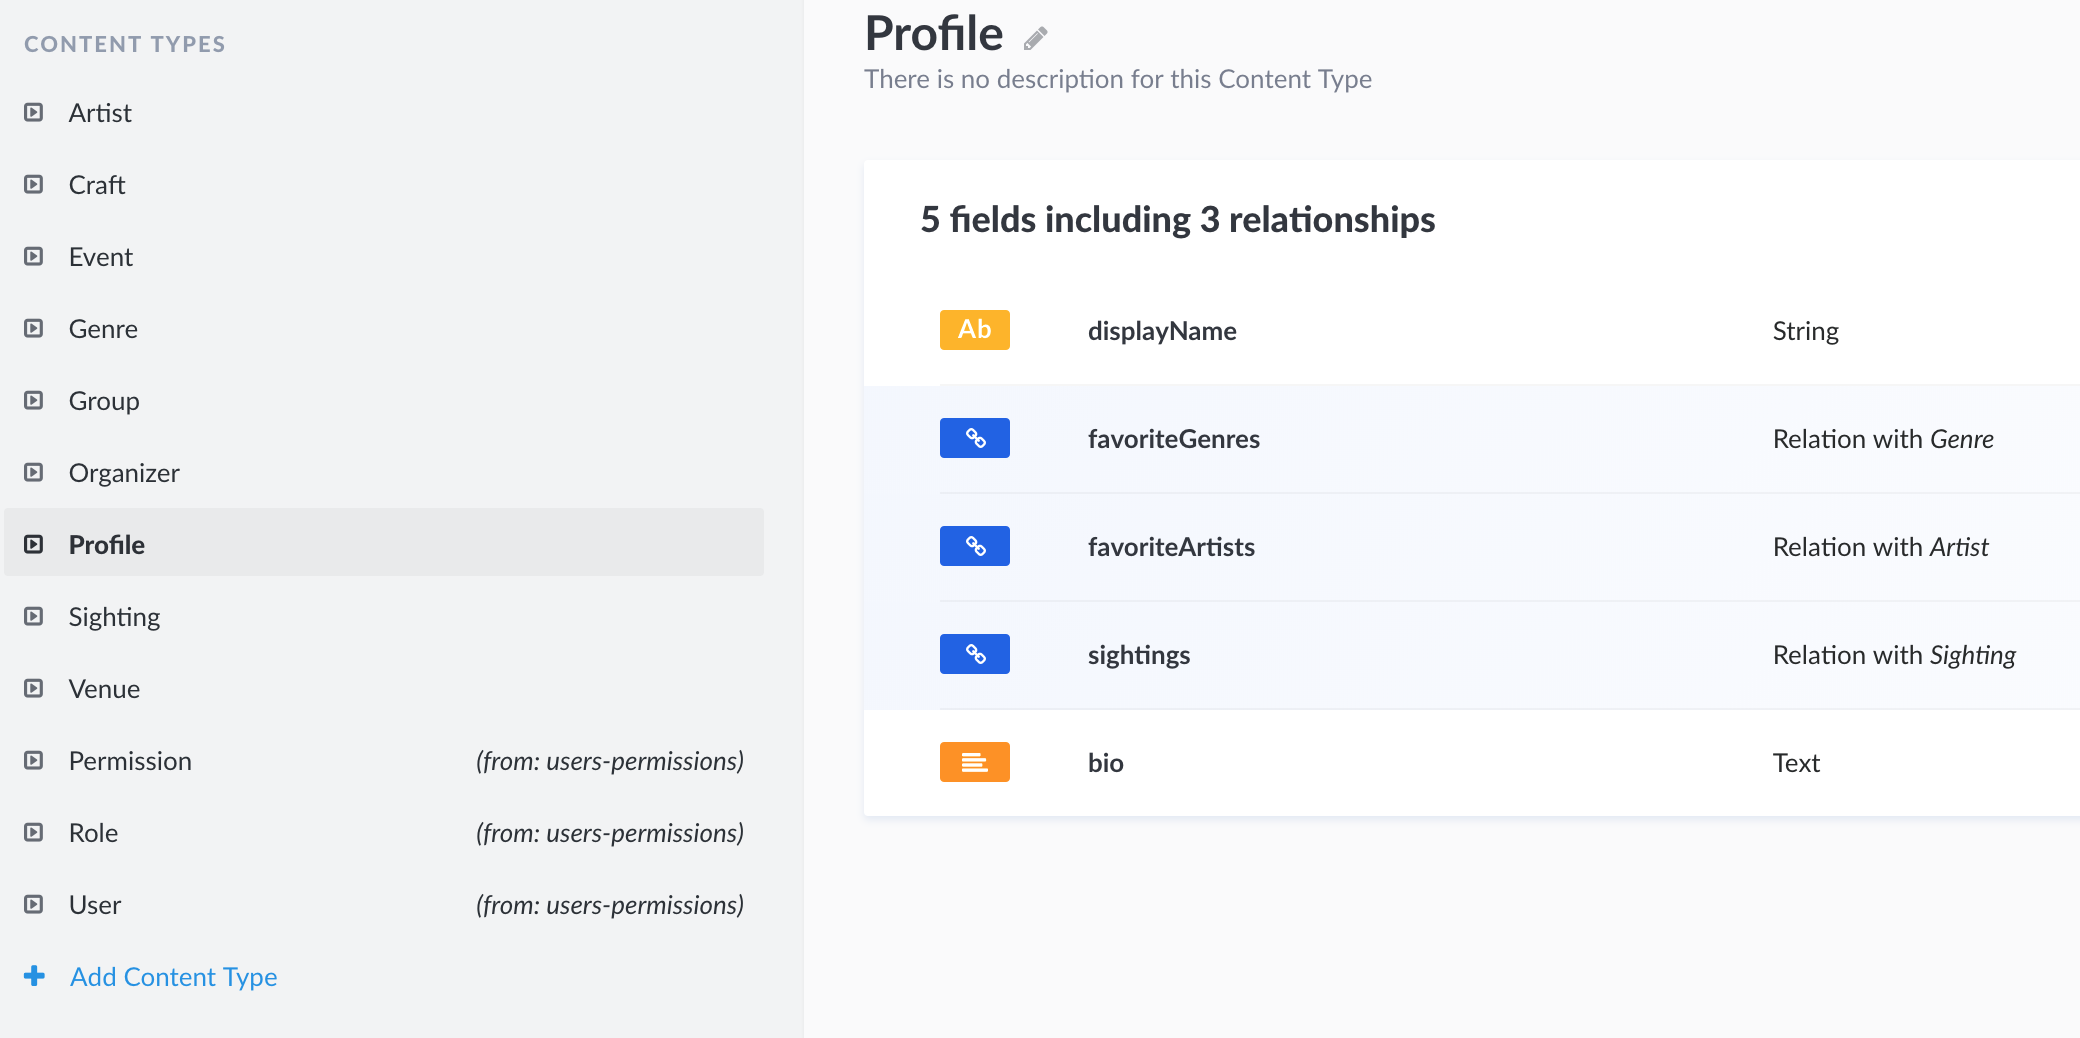 CONTENT TYPES
Artist
Craft
Event
Genre
Group
Organizer
Profile
Sighting
Venue
Permission (from: users-permissions)
Role (from: users-permissions)
User (from: users-permissions)
Add Content Type
Profile
There is no description for this Content Type
5 fields including 3 relationships
Ab displayName String
favoriteGenres Relation with Genre
favoriteArtists Relation with Artist
sightings Relation with Sighting
bio Text